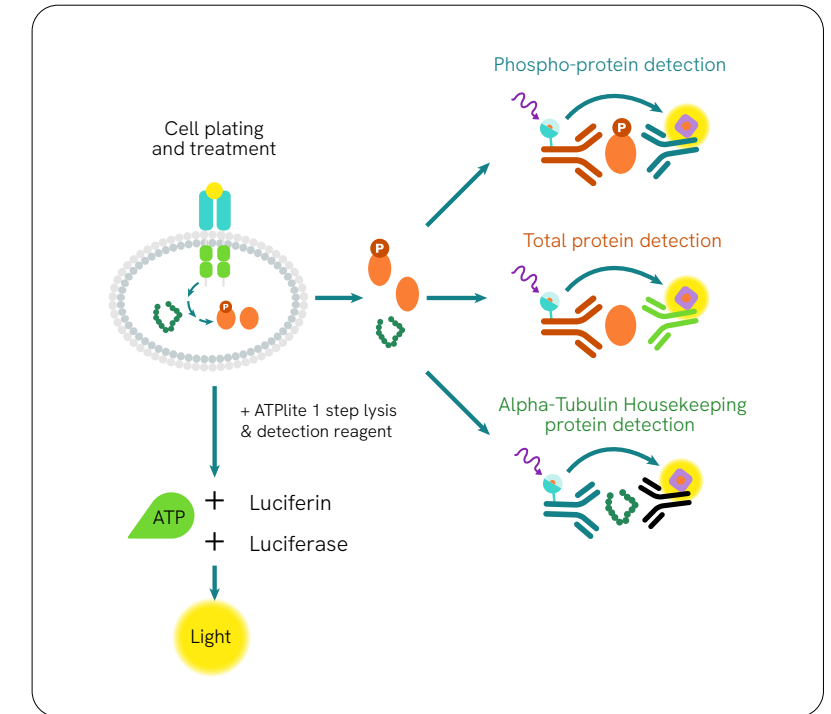 Phospho-protein detection
P
Cell plating
and treatment
Total protein detection
P
P
Alpha-Tubulin Housekeeping
protein detection
+ ATPlite 1 step lysis
& detection reagent
+ Luciferin
ATP
+ Luciferase
Light